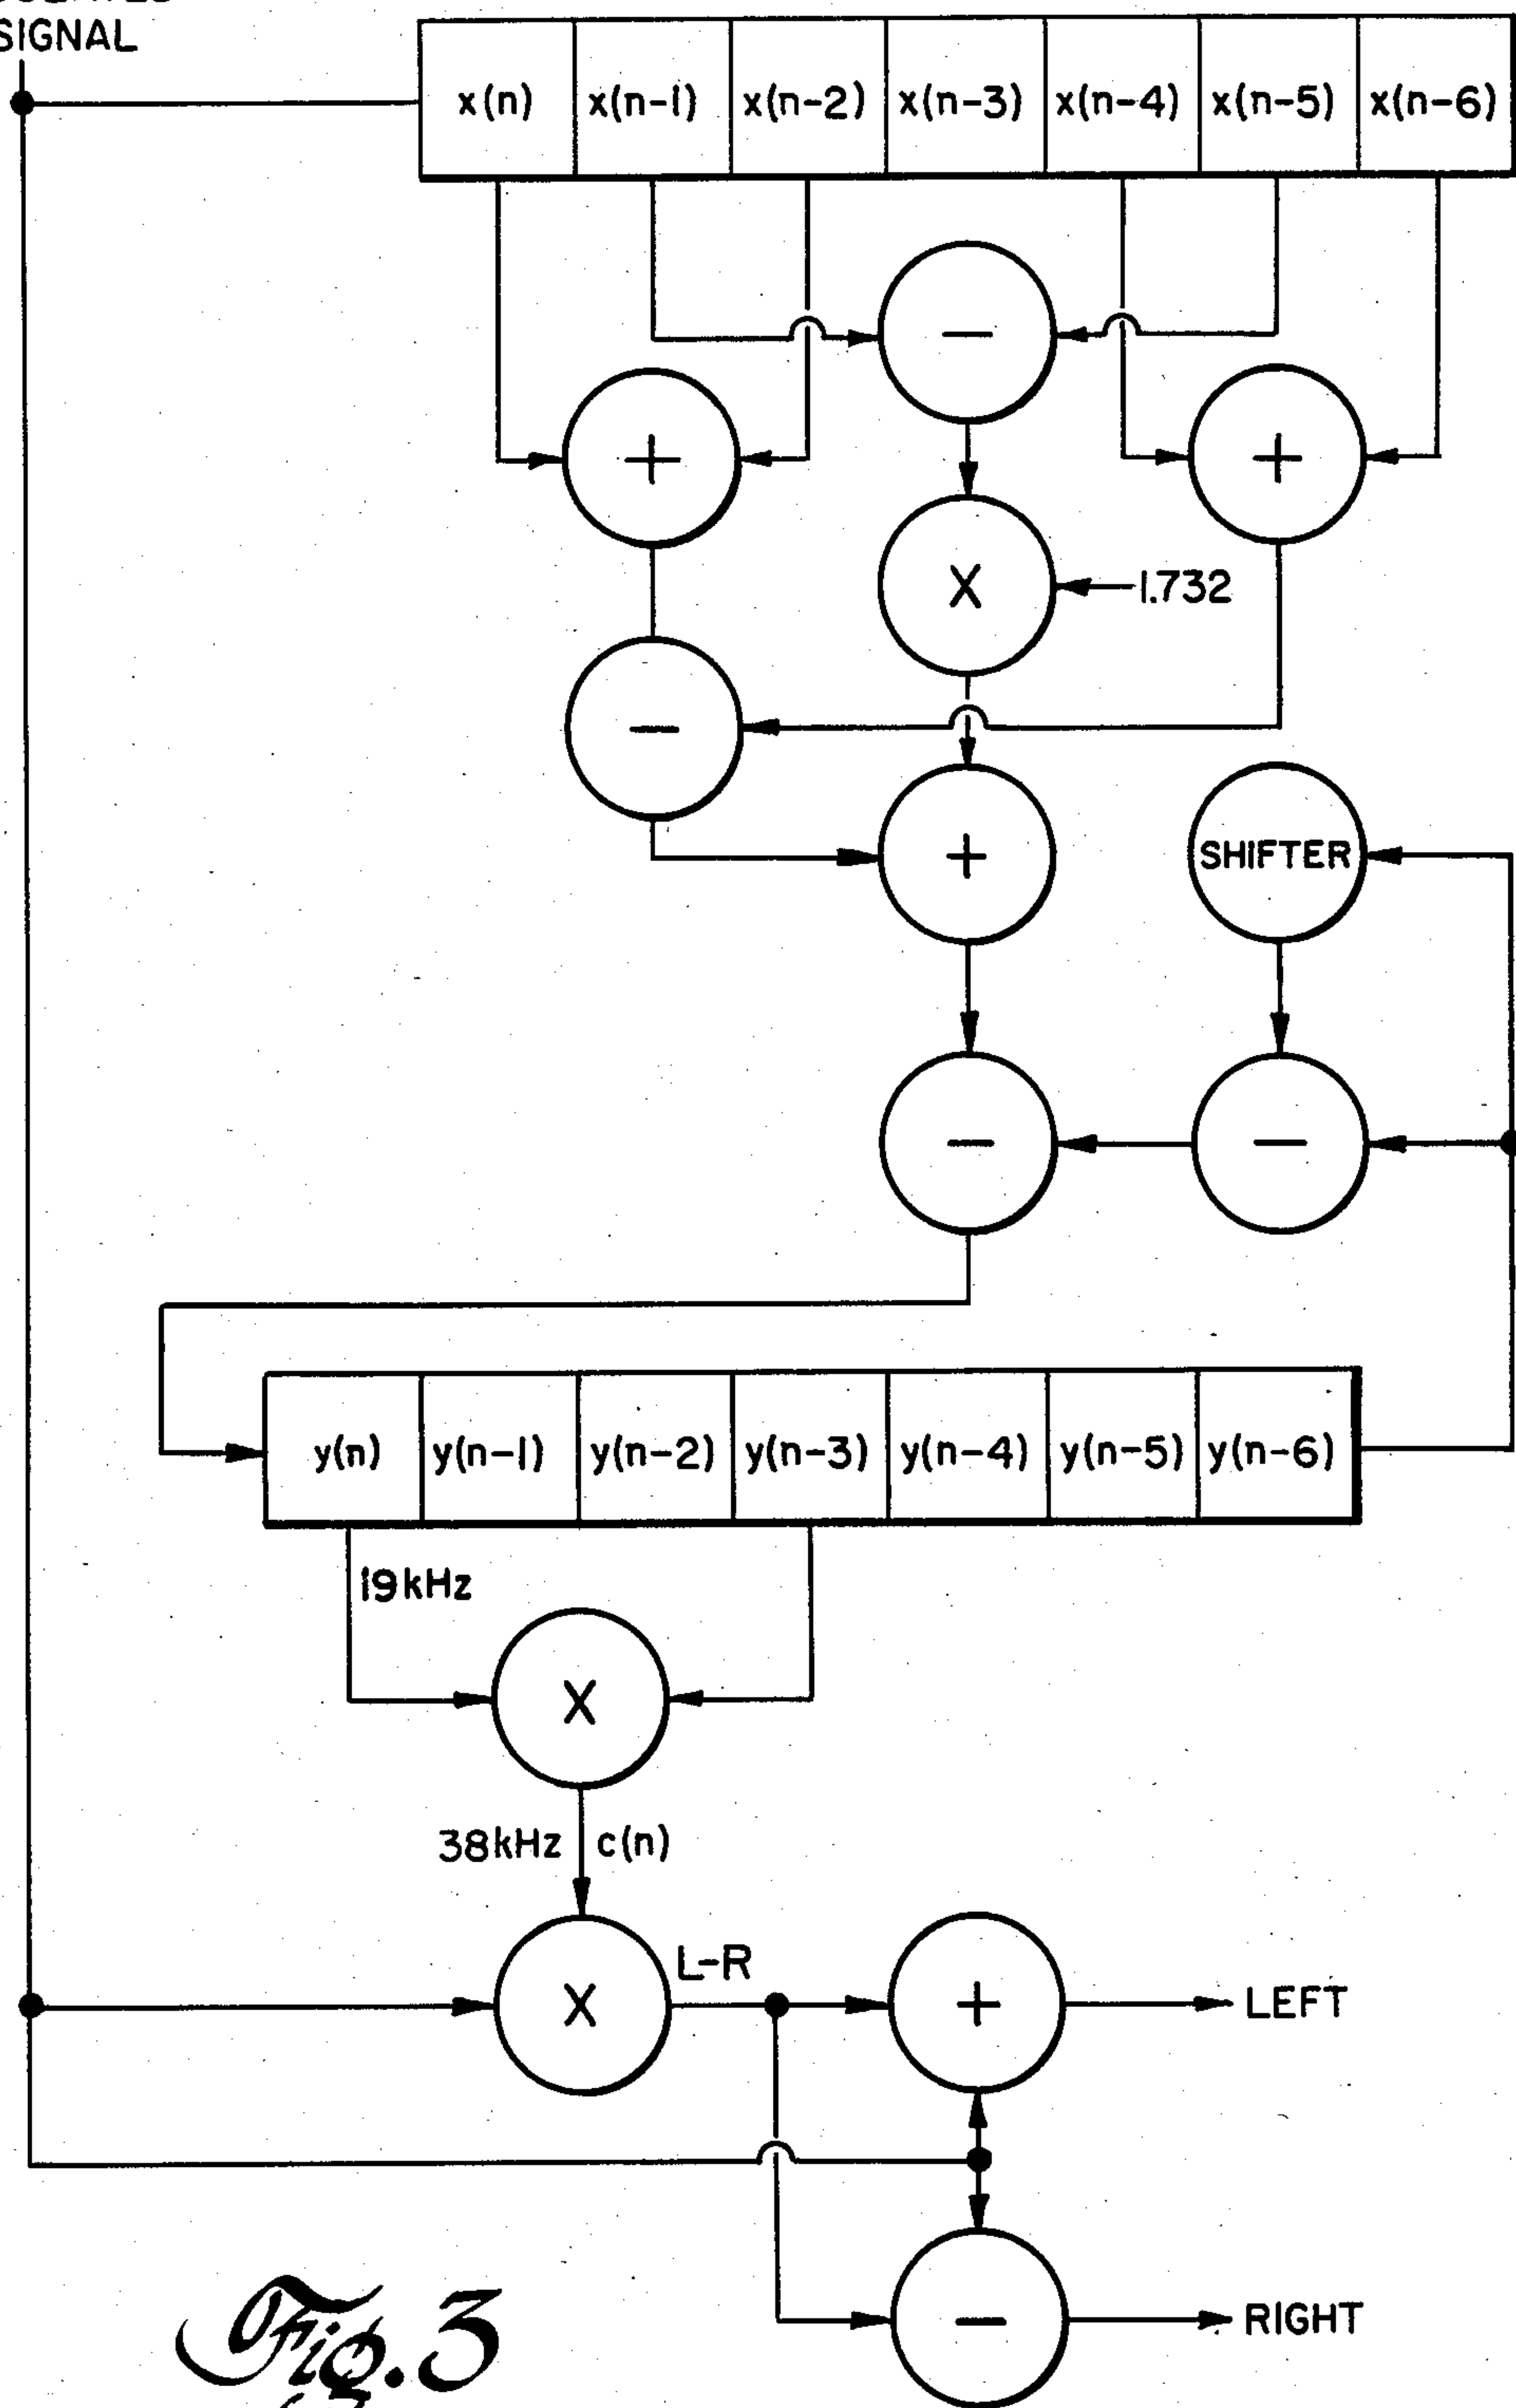 SIGNAL
x(n) x(n-1) x(n-2) x(n-3) x(n-4) x(n-5) x(n-6)
−
+ +
X 1.732
−
+ SHIFTER
− −
y(n) y(n-1) y(n-2) y(n-3) y(n-4) y(n-5) y(n-6)
19kHz
X
38kHz c(n)
L-R
X + LEFT
− RIGHT
Fig. 3